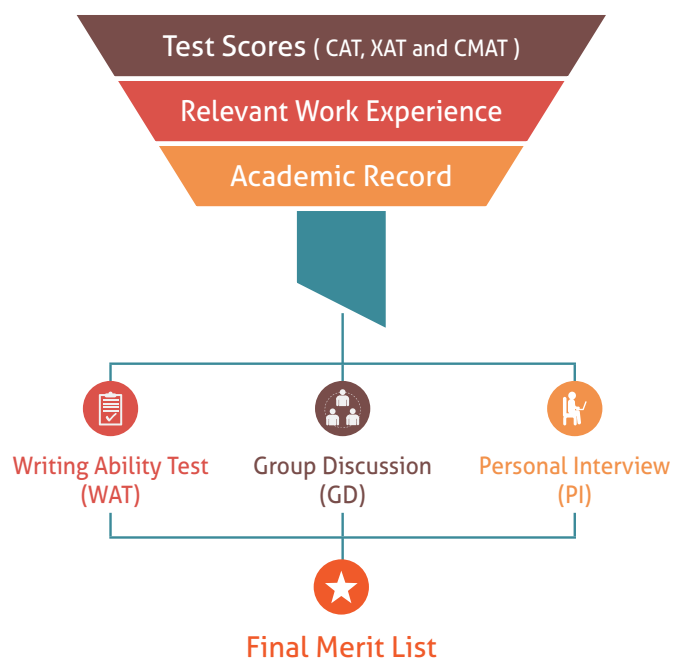 Test Scores ( CAT, XAT and CMAT )
Relevant Work Experience
Academic Record
Writing Ability Test
(WAT)
Group Discussion
(GD)
Personal Interview
(PI)
Final Merit List